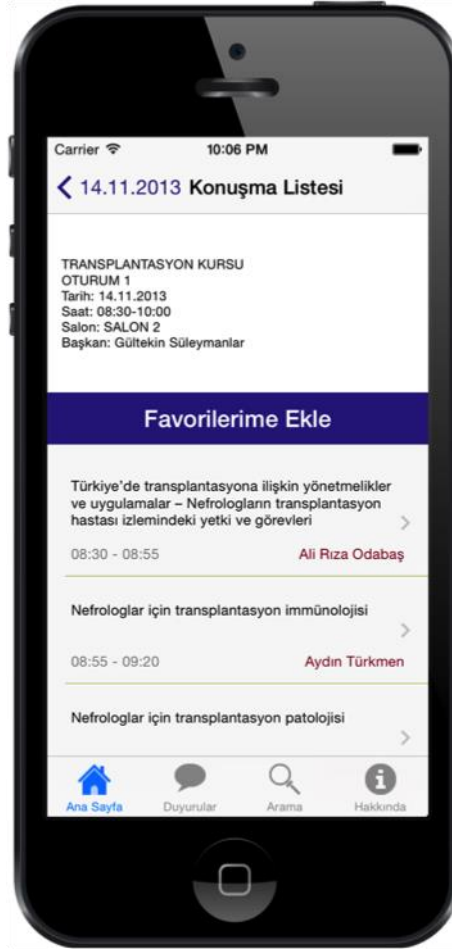 Carrier 10:06 PM
14.11.2013 Konuşma Listesi
TRANSPLANTASYON KURSU
OTURUM 1
Tarih: 14.11.2013
Saat: 08:30-10:00
Salon: SALON 2
Başkan: Gültekin Süleymanlar
Favorilerime Ekle
Türkiye'de transplantasyona ilişkin yönetmelikler
ve uygulamalar – Nefrologların transplantasyon
hastası izlemindeki yetki ve görevleri
08:30 - 08:55 Ali Rıza Odabaş
Nefrologlar için transplantasyon immünolojisi
08:55 - 09:20 Aydın Türkmen
Nefrologlar için transplantasyon patolojisi
Ana Sayfa Duyurular Arama Hakkında